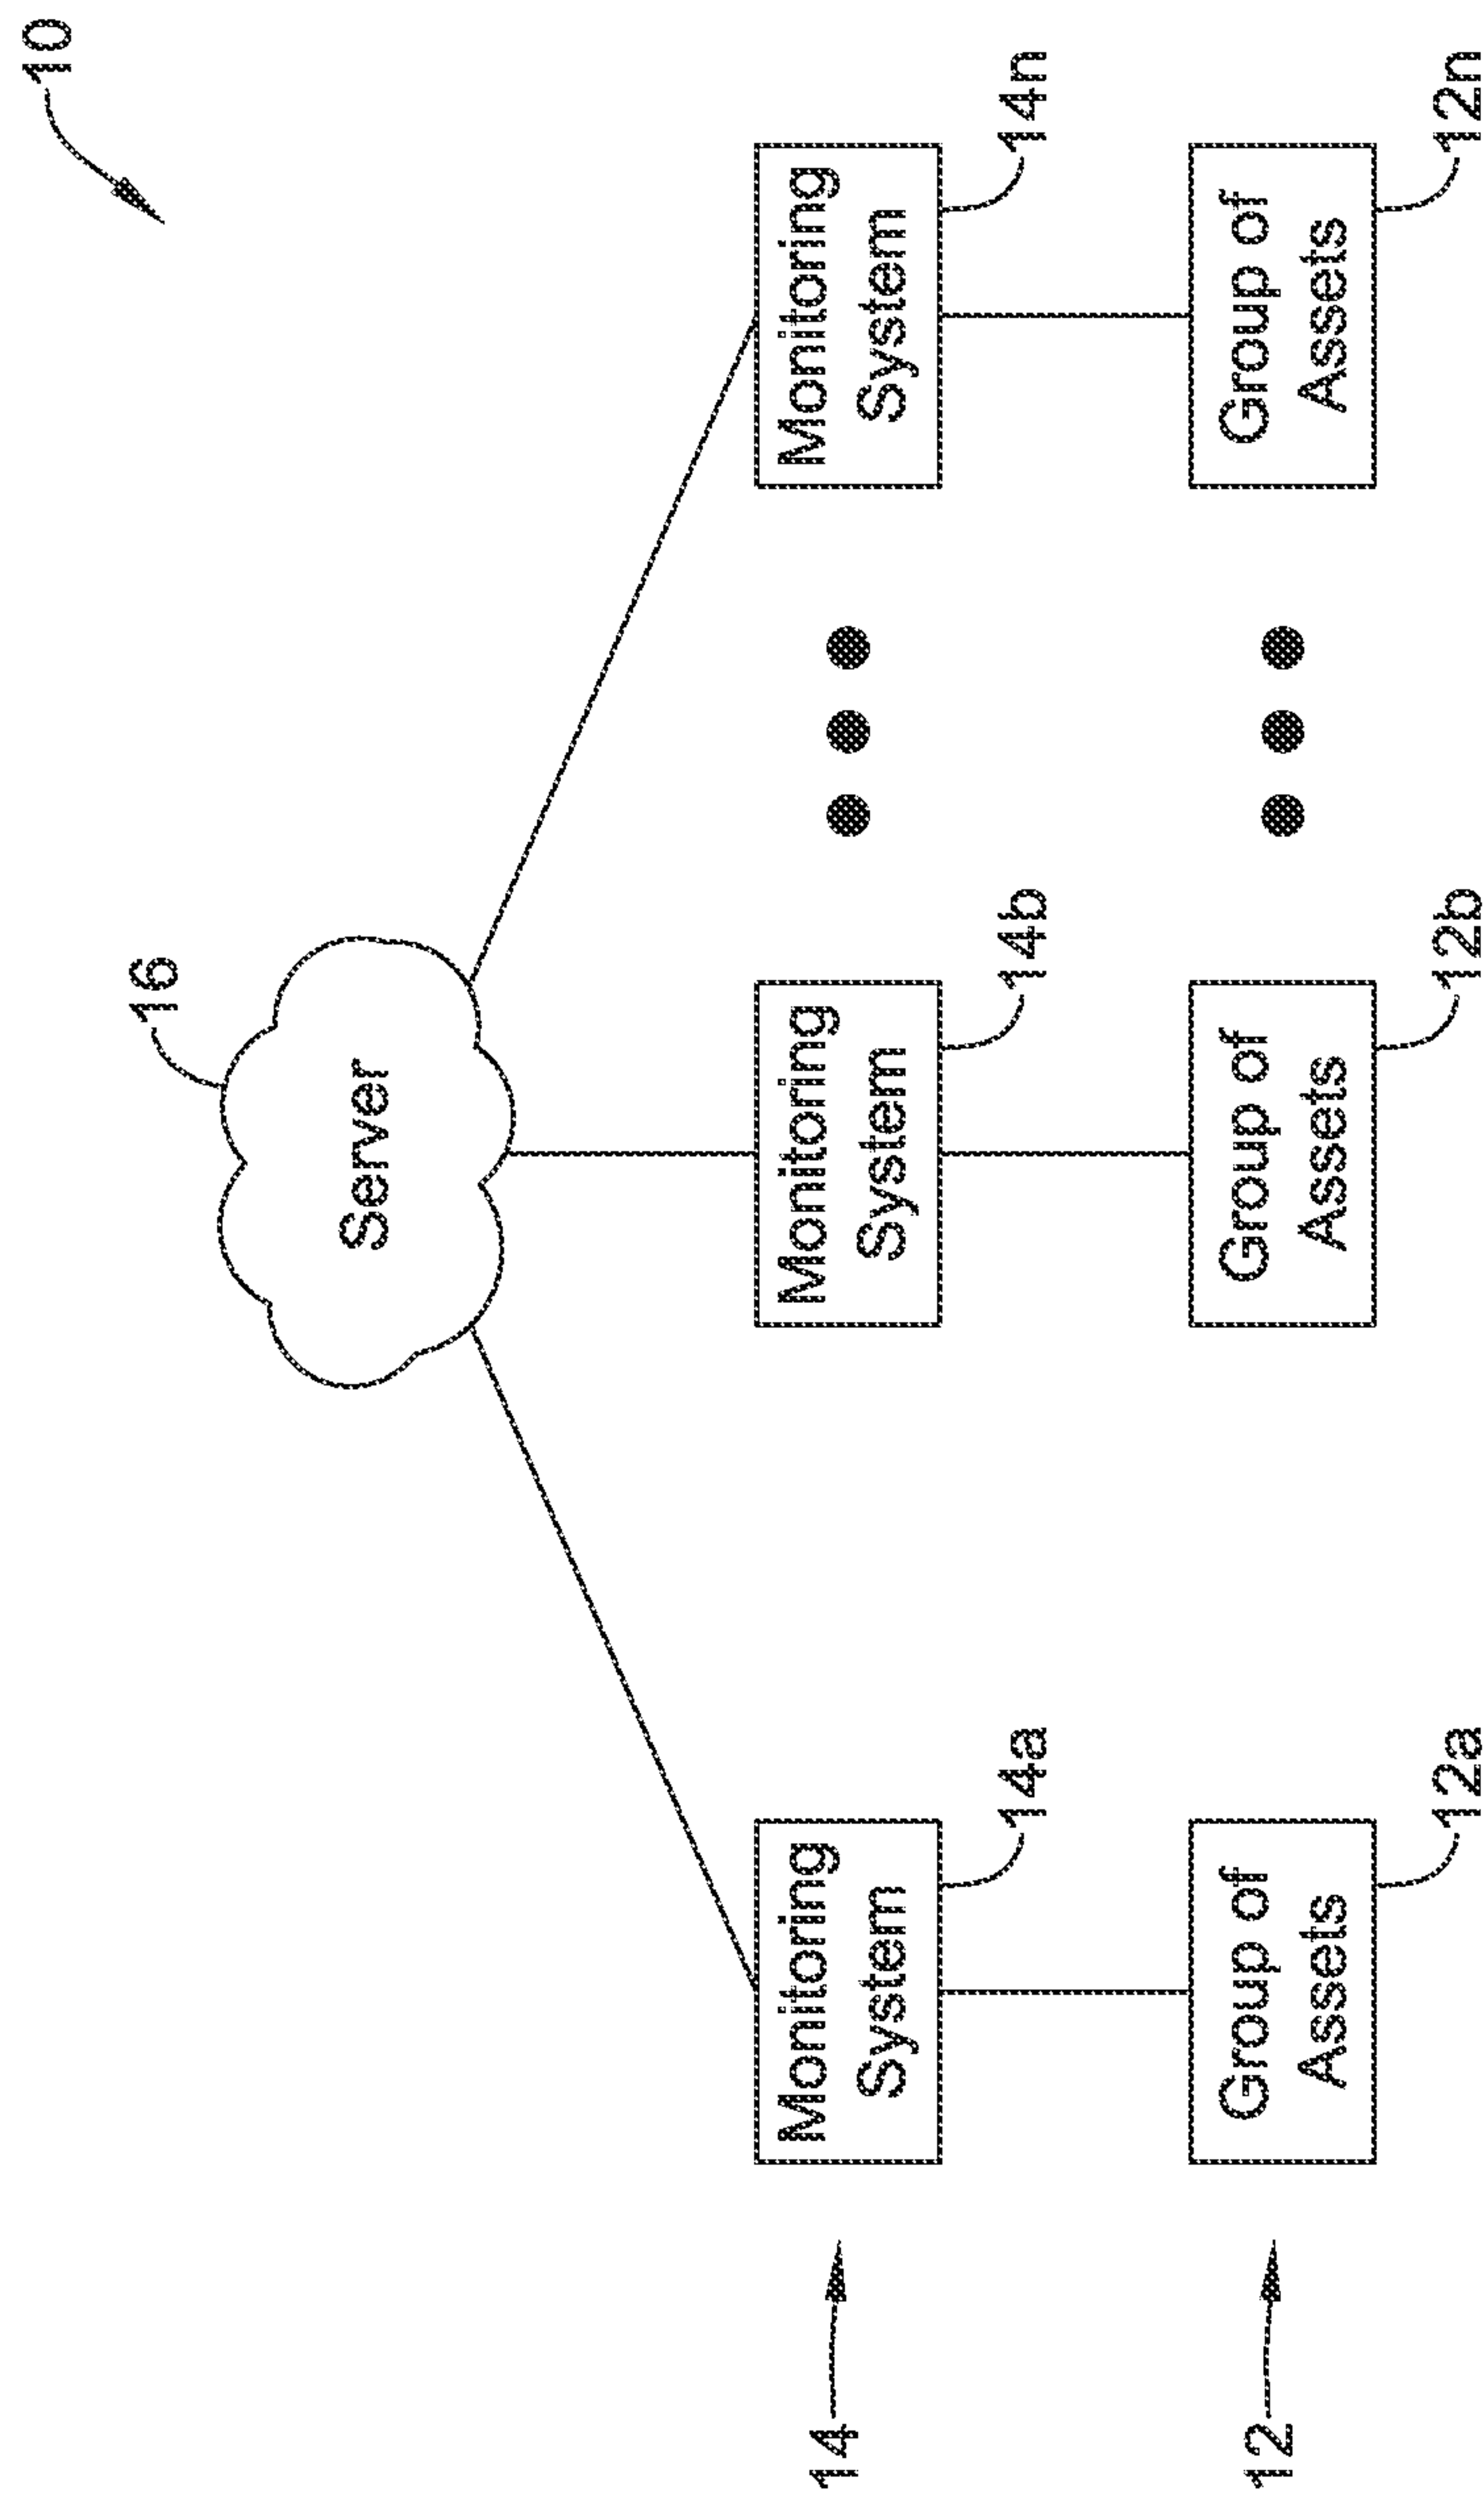 10
16
Server
Monitoring
System
14a
Monitoring
System
14b
Monitoring
System
14n
14
Group of
Assets
12a
Group of
Assets
12b
Group of
Assets
12n
12